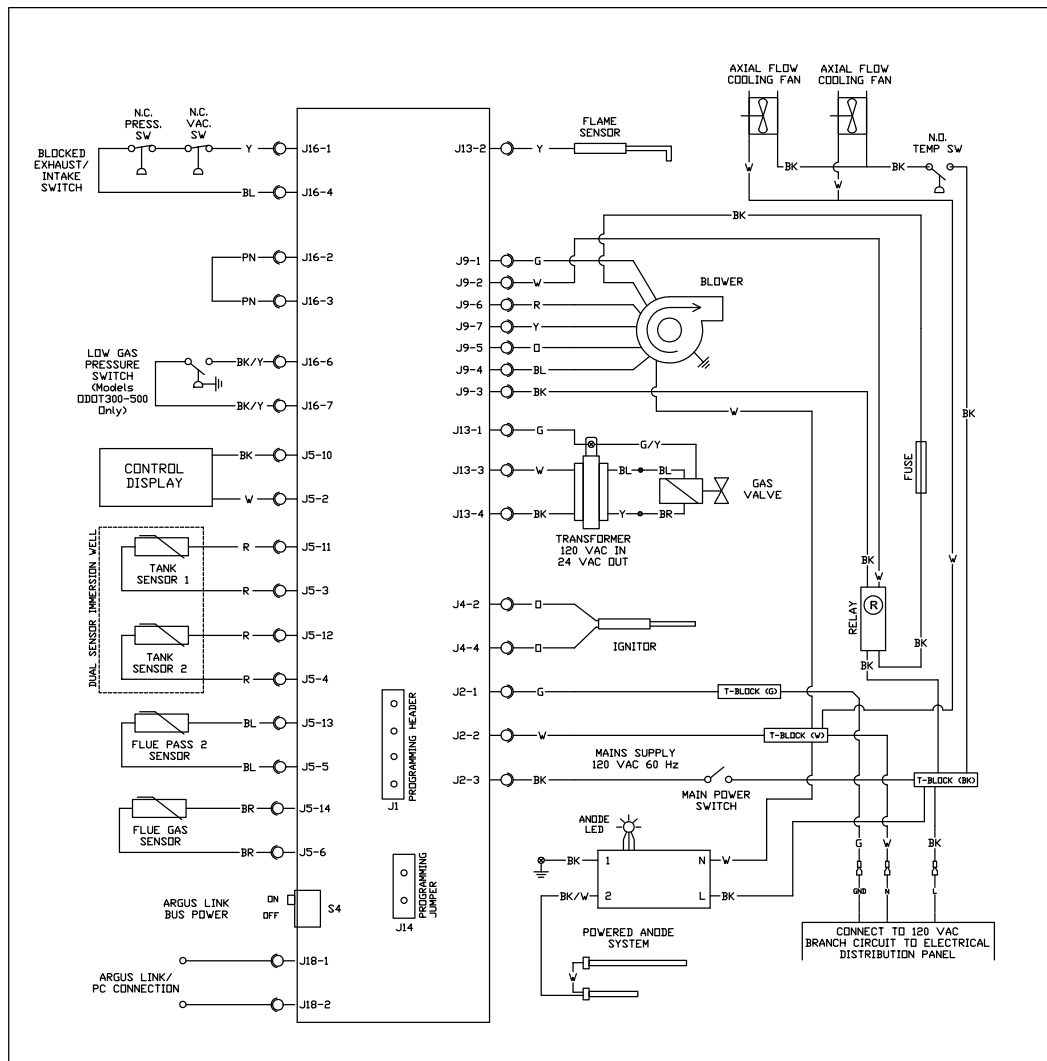 AXIAL FLOW
COOLING FAN
AXIAL FLOW
COOLING FAN
N.C.
PRESS.
SW
N.C.
VAC.
SW
BLOCKED
EXHAUST/
INTAKE
SWITCH
Y
J16-1
BL
J16-4
J13-2
Y
FLAME
SENSOR
N.O.
TEMP SW
BK
BK
W
W
BK
PN
J16-2
PN
J16-3
J9-1
G
J9-2
W
J9-6
R
J9-7
Y
J9-5
O
J9-4
BL
J9-3
BK
BLOWER
W
BK
LOW GAS
PRESSURE
SWITCH
(Models
ODOT300-500
Only)
BK/Y
J16-6
BK/Y
J16-7
CONTROL
DISPLAY
BK
J5-10
W
J5-2
J13-1
G
G/Y
J13-3
W
BL
BL
J13-4
BK
Y
BR
GAS
VALVE
TRANSFORMER
120 VAC IN
24 VAC OUT
FUSE
DUAL SENSOR IMMERSION WELL
TANK
SENSOR 1
R
J5-11
R
J5-3
TANK
SENSOR 2
R
J5-12
R
J5-4
J4-2
O
J4-4
O
IGNITOR
BK
W
W
RELAY
R
BK
BK
FLUE PASS 2
SENSOR
BL
J5-13
BL
J5-5
FLUE GAS
SENSOR
BR
J5-14
BR
J5-6
PROGRAMMING HEADER
J1
PROGRAMMING
JUMPER
J14
J2-1
G
T-BLOCK (G)
J2-2
W
T-BLOCK (W)
MAINS SUPPLY
120 VAC 60 Hz
J2-3
BK
MAIN POWER
SWITCH
T-BLOCK (BK)
ANODE
LED
BK
1
N
W
BK/W
2
L
BK
G
W
BK
GND
N
L
ARGUS LINK
BUS POWER
ON
OFF
S4
POWERED ANODE
SYSTEM
W
CONNECT TO 120 VAC
BRANCH CIRCUIT TO ELECTRICAL
DISTRIBUTION PANEL
ARGUS LINK/
PC CONNECTION
J18-1
J18-2